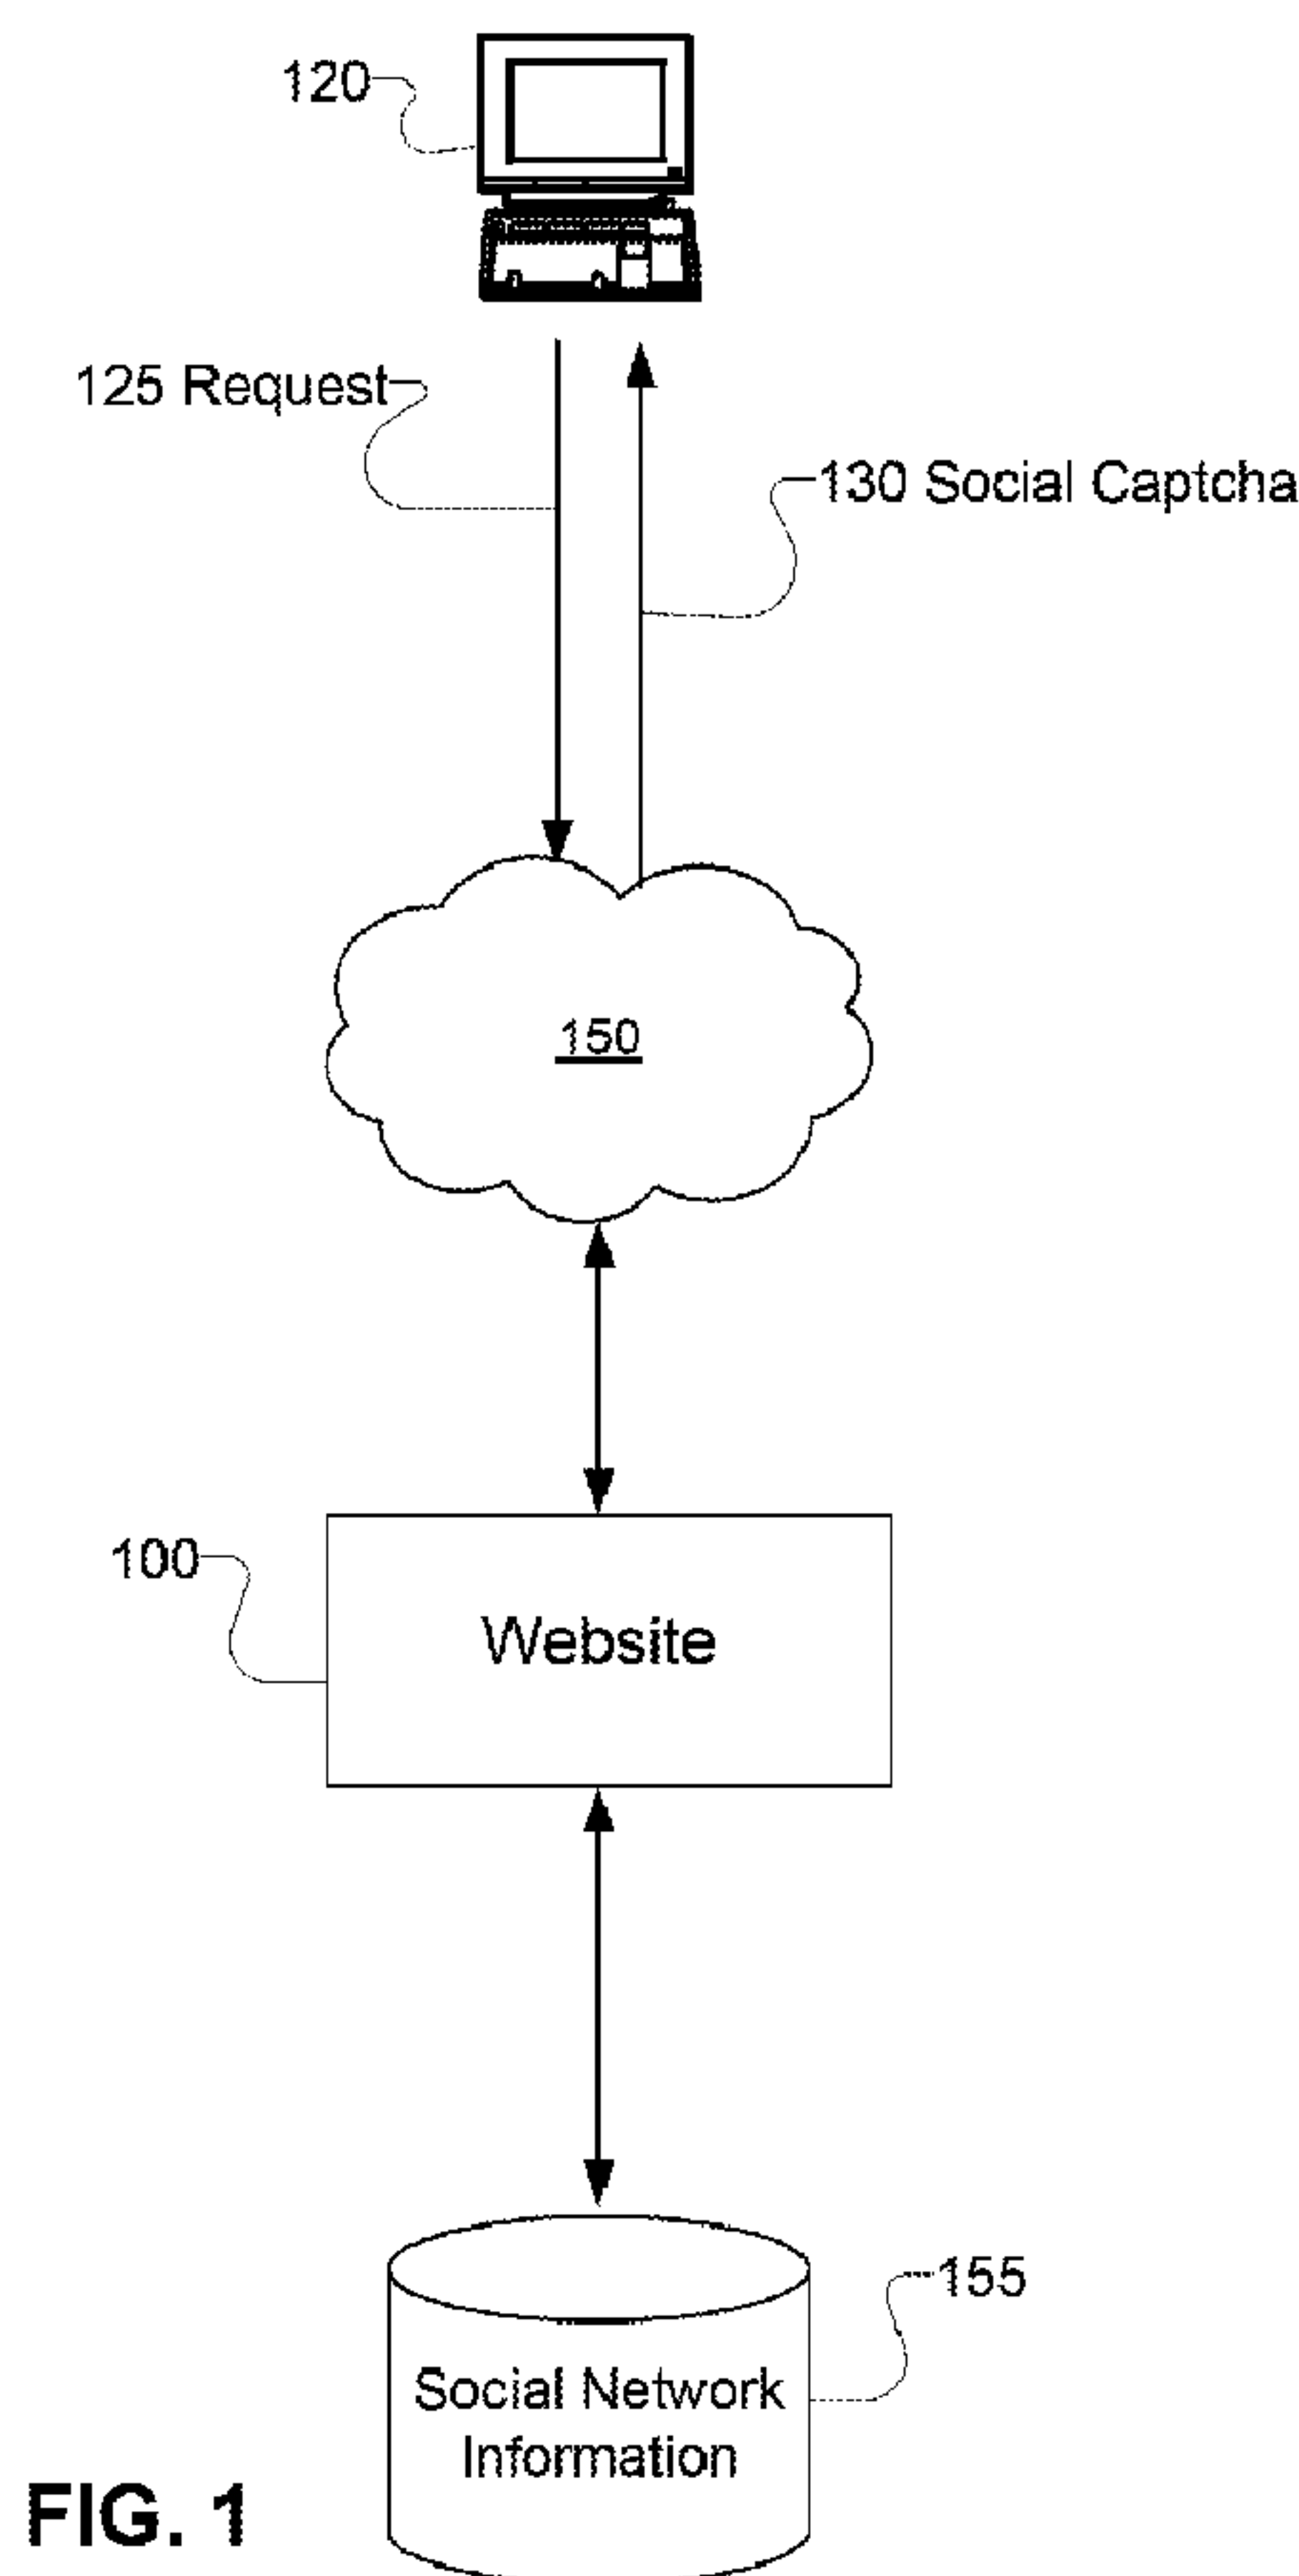 120
125 Request
130 Social Captcha
150
100
Website
155
Social Network
Information
FIG. 1